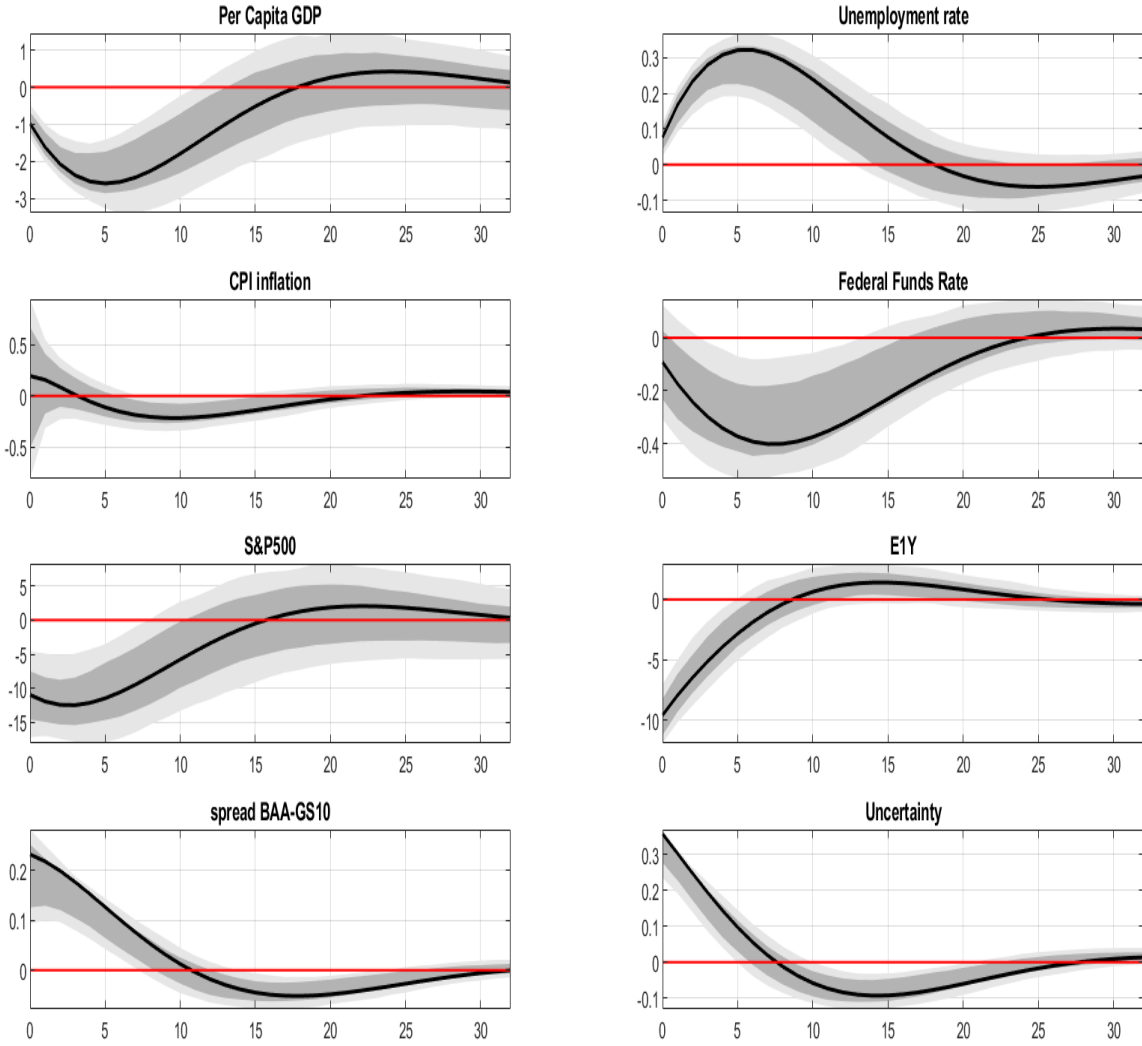 Per Capita GDP
1
0
-1
-2
-3
0 5 10 15 20 25 30
Unemployment rate
0.3
0.2
0.1
0
-0.1
0 5 10 15 20 25 30
CPI inflation
0.5
0
-0.5
0 5 10 15 20 25 30
Federal Funds Rate
0
-0.2
-0.4
0 5 10 15 20 25 30
S&P500
5
0
-5
-10
-15
0 5 10 15 20 25 30
E1Y
0
-5
-10
0 5 10 15 20 25 30
spread BAA-GS10
0.2
0.1
0
0 5 10 15 20 25 30
Uncertainty
0.3
0.2
0.1
0
-0.1
0 5 10 15 20 25 30